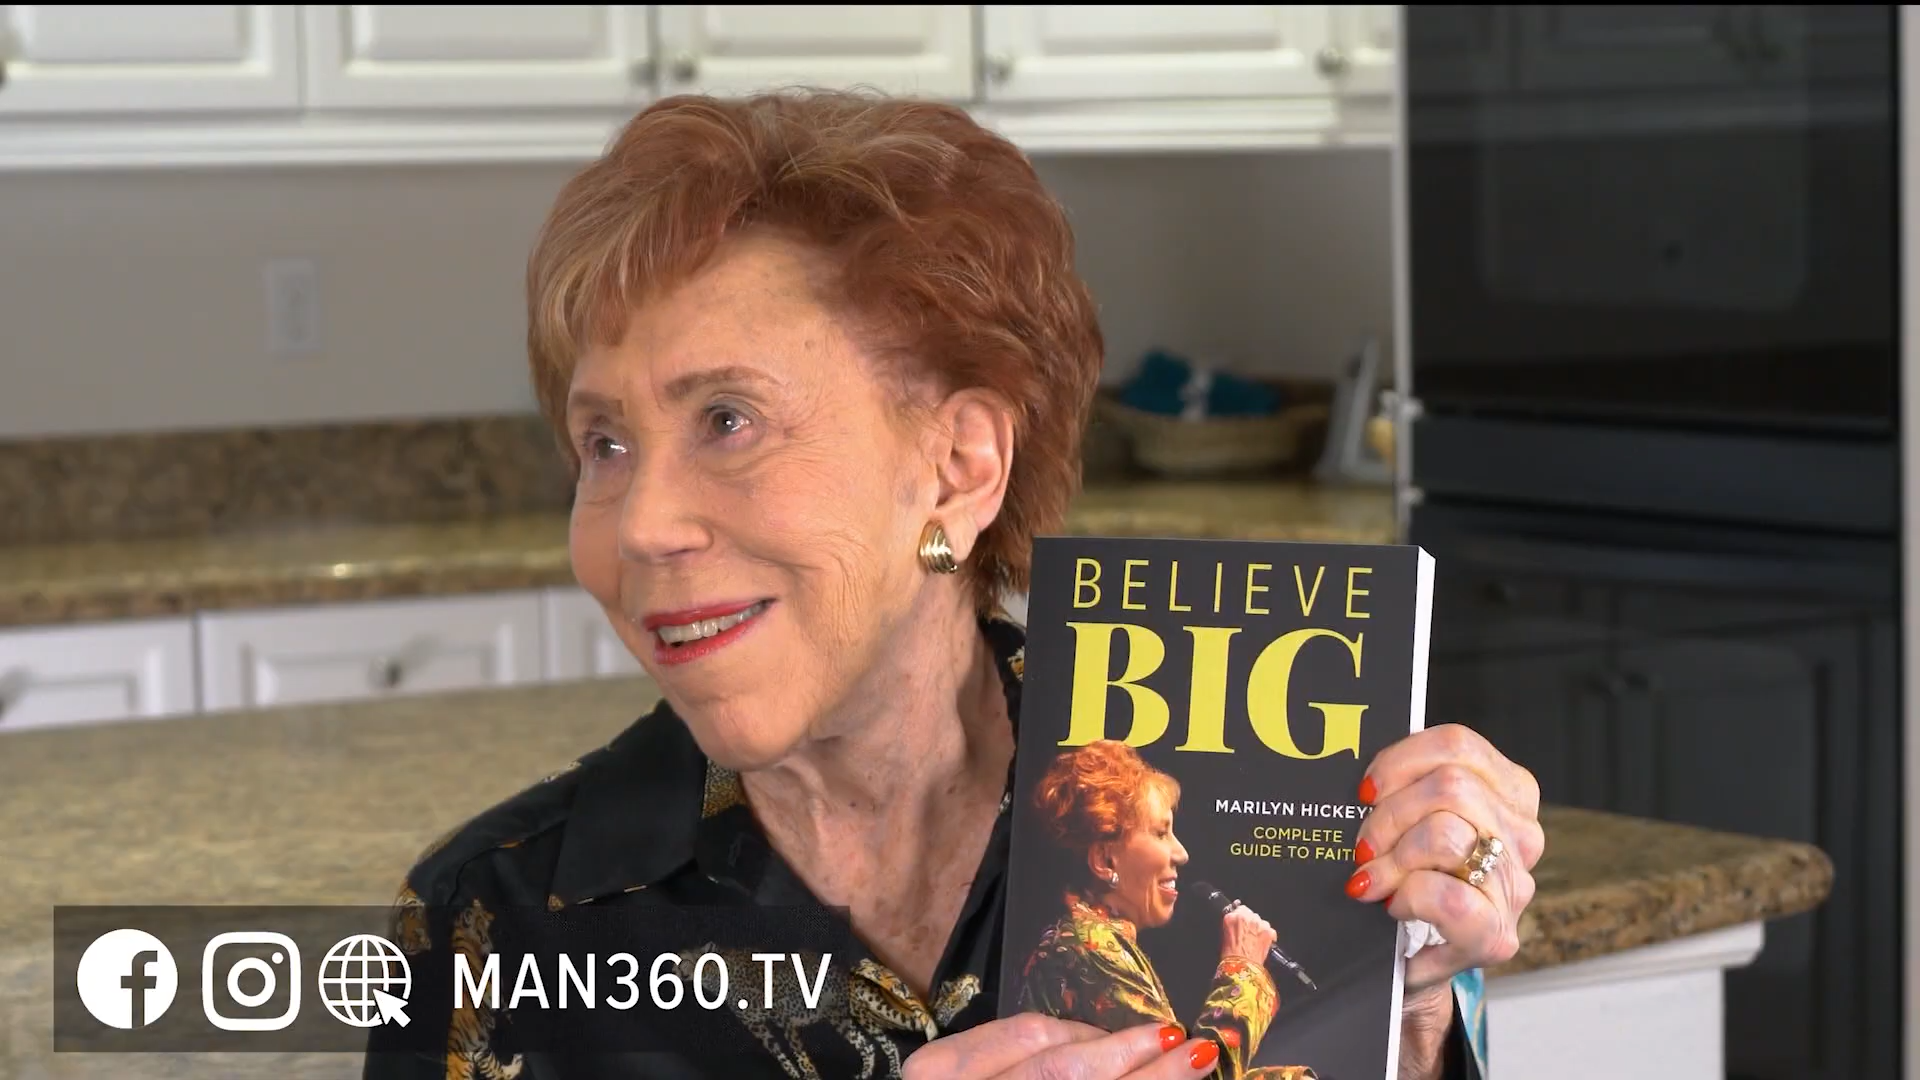 BELIEVE
BIG
MARILYN HICKEY'
COMPLETE
GUIDE TO FAIT
MAN360.TV